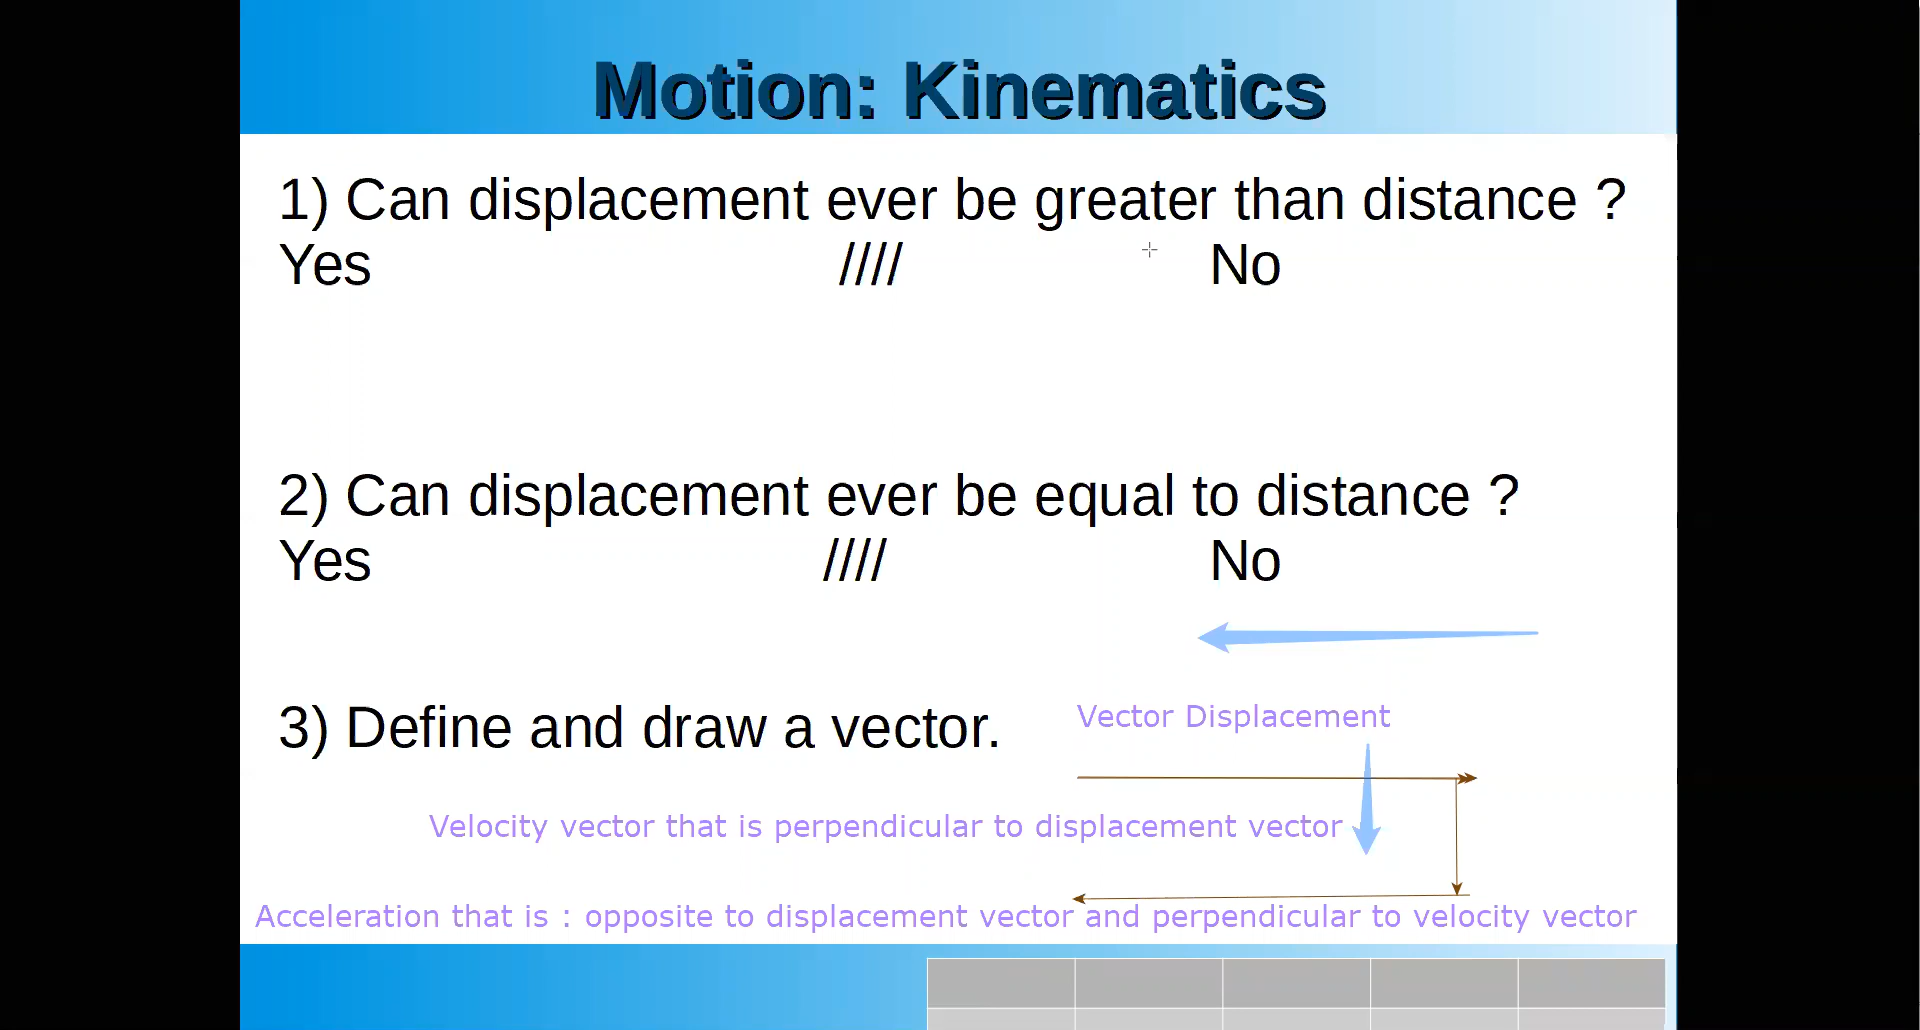 Motion: Kinematics
1) Can displacement ever be greater than distance ?
Yes //// No
2) Can displacement ever be equal to distance ?
Yes //// No
3) Define and draw a vector.
Vector Displacement
Velocity vector that is perpendicular to displacement vector
Acceleration that is : opposite to displacement vector and perpendicular to velocity vector